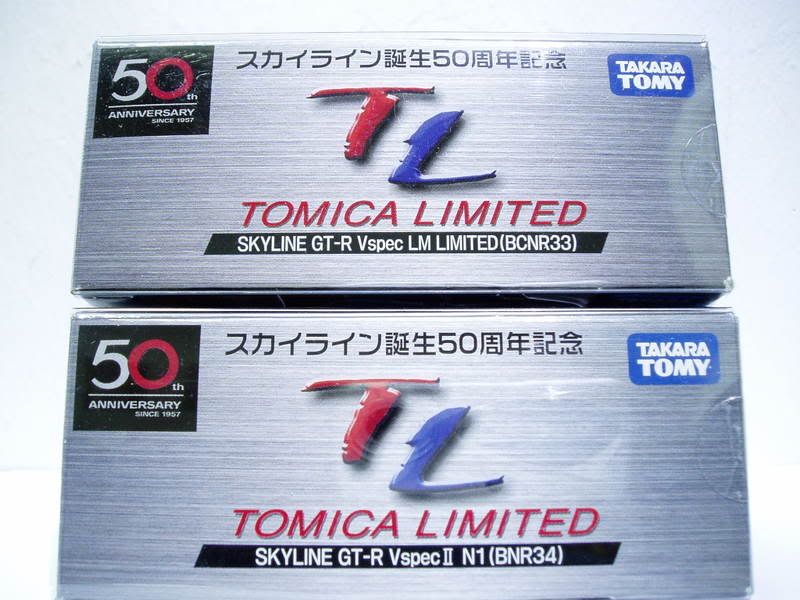 スカイライン誕生50周年記念
50th
ANNIVERSARY
SINCE 1957
TAKARA
TOMY
TL
TOMICA LIMITED
SKYLINE GT-R Vspec LM LIMITED(BCNR33)
スカイライン誕生50周年記念
50th
ANNIVERSARY
SINCE 1957
TAKARA
TOMY
TL
TOMICA LIMITED
SKYLINE GT-R VspecⅡ N1(BNR34)